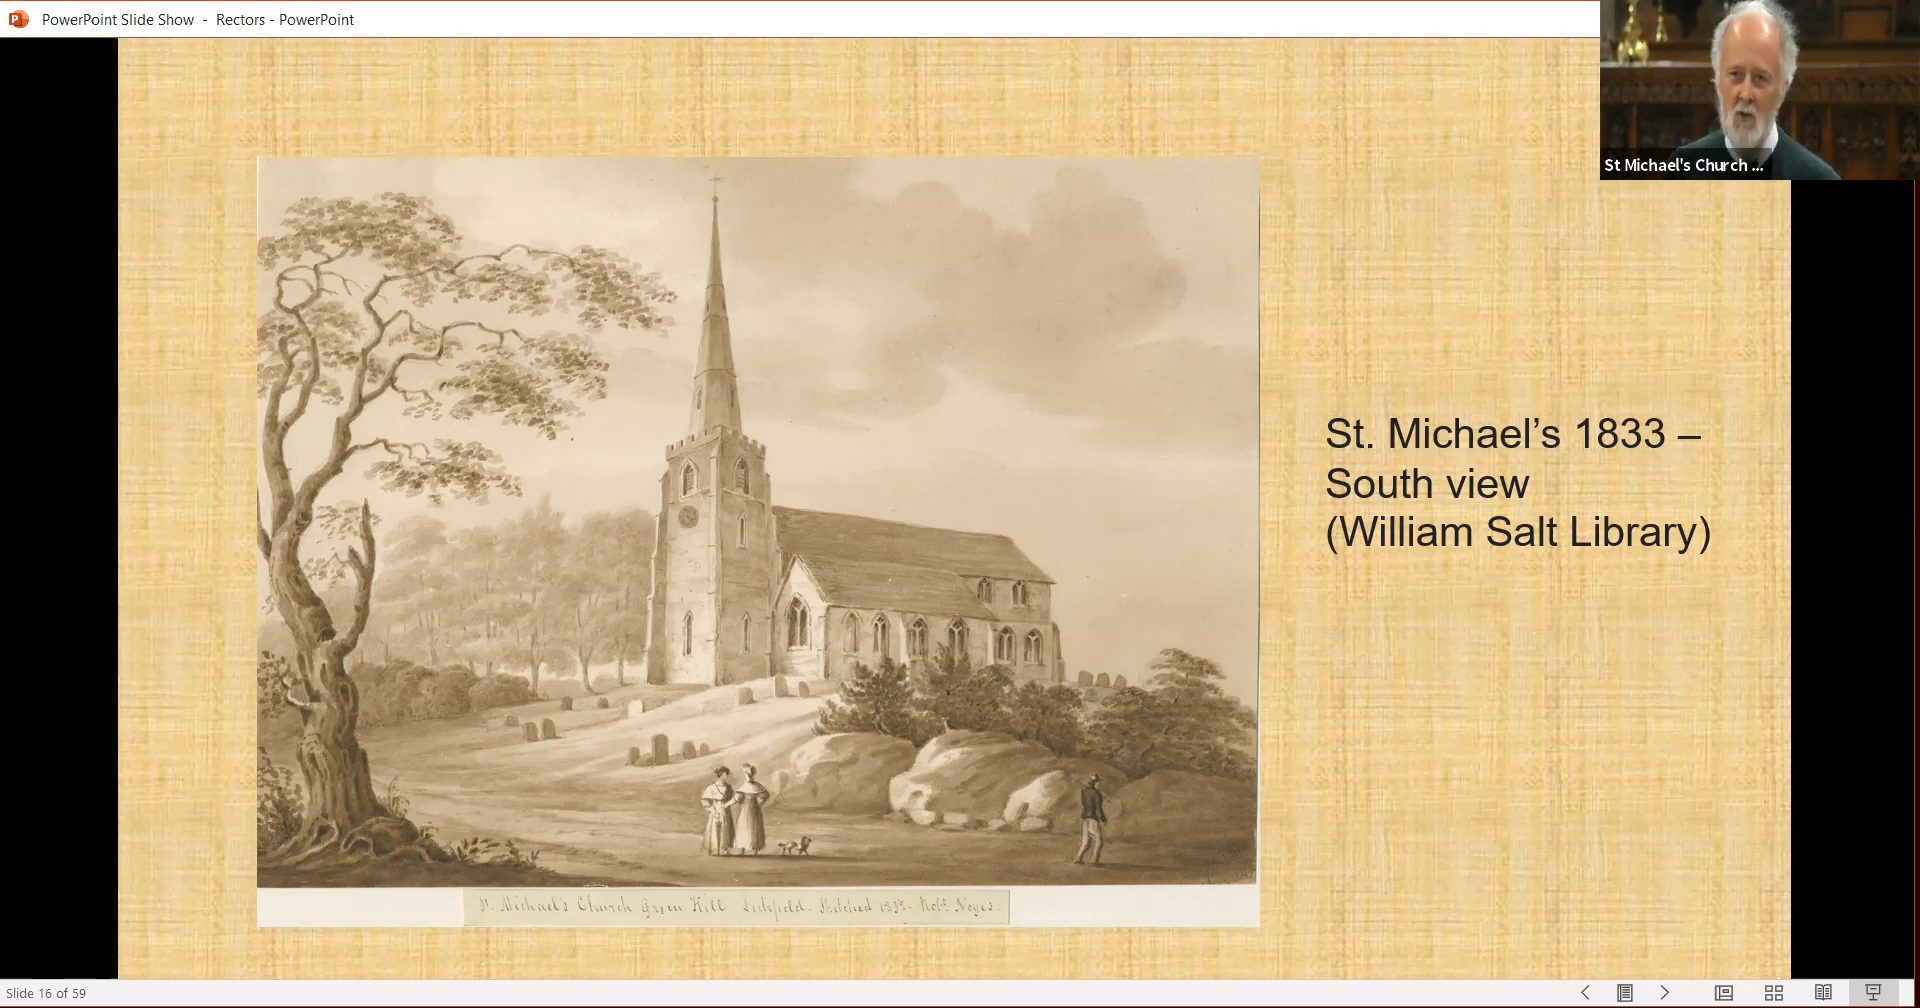 PowerPoint Slide Show - Rectors - PowerPoint
St Michael's Church ...
St. Michael’s 1833 –
South view
(William Salt Library)
St. Michael's Church Green Hill Lichfield. Sketched Robt. Noyes.
Slide 16 of 59